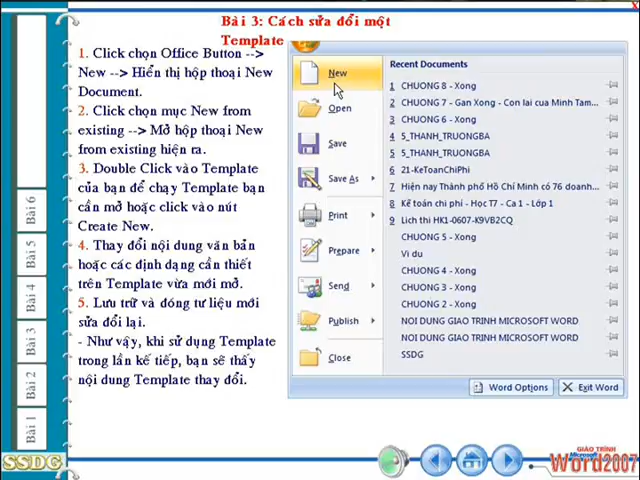 X
Bài 3: Cách sửa đổi một
Template
1. Click chọn Office Button -->
New --> Hiển thị hộp thoại New
Document.
2. Click chọn mục New from
existing --> Mở hộp thoại New
from existing hiện ra.
3. Double Click vào Template
của bạn để chạy Template bạn
cần mở hoặc click vào nút
Create New.
4. Thay đổi nội dung văn bản
hoặc các định dạng cần thiết
trên Template vừa mới mở.
5. Lưu trữ và đóng tư liệu mới
sửa đổi lại.
- Như vậy, khi sử dụng Template
trong lần kế tiếp, bạn sẽ thấy
nội dung Template thay đổi.
New
Open
Save
Save As
Print
Prepare
Send
Publish
Close
Recent Documents
1 CHUONG 8 - Xong
2 CHUONG 7 - Gan Xong - Con lai cua Minh Tam...
3 CHUONG 6 - Xong
4 5_THANH_TRUONGBA
5 5_THANH_TRUONGBA
6 21-KeToanChiPhi
7 Hiện nay Thành phố Hồ Chí Minh có 76 doanh...
8 Kế toán chi phí - Học T7 - Ca 1 - Lớp 1
9 Lich thi HK1-0607-K9VB2CQ
CHUONG 5 - Xong
Vi du
CHUONG 4 - Xong
CHUONG 3 - Xong
CHUONG 2 - Xong
NOI DUNG GIAO TRINH MICROSOFT WORD
NOI DUNG GIAO TRINH MICROSOFT WORD
SSDG
Word Options
Exit Word
Bài 6
Bài 5
Bài 4
Bài 3
Bài 2
Bài 1
SSDG
GIÁO TRÌNH
Microsoft
Word2007